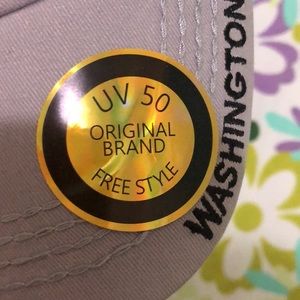 UV 50
ORIGINAL
BRAND
FREE STYLE
WASHINGTON